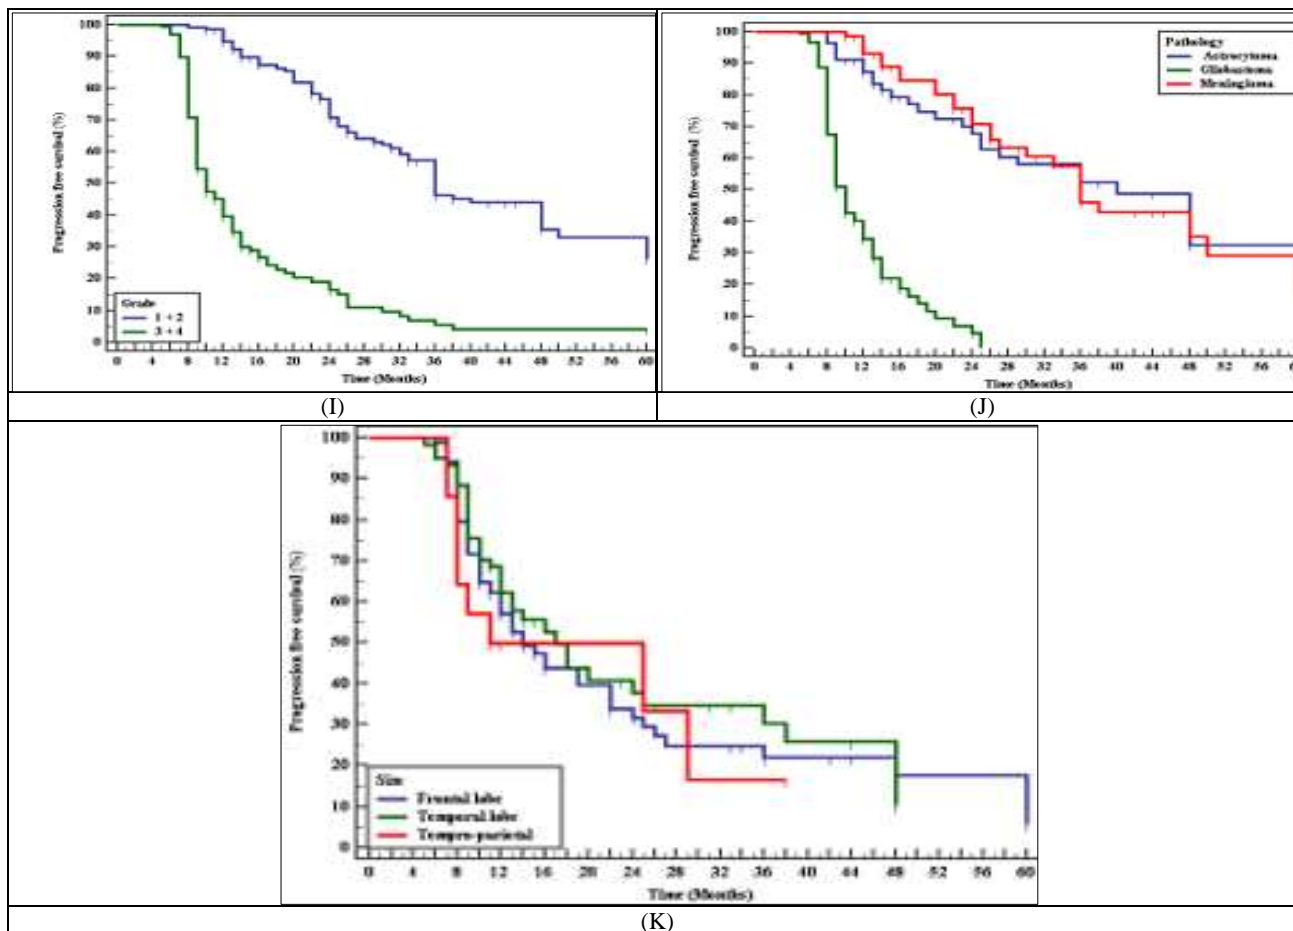 100
90
80
70
60
50
40
30
20
10
0
Progression free survival (%)
Grade
1 + 2
3 + 4
0 4 8 12 16 20 24 28 32 36 40 44 48 52 56 60
Time (Months)
(I)
100
90
80
70
60
50
40
30
20
10
0
Progression free survival (%)
Pathology
Astrocytoma
Meningioma
0 4 8 12 16 20 24 28 32 36 40 44 48 52 56
Time (Months)
(J)
100
90
80
70
60
50
40
30
20
10
0
Progression free survival (%)
Frontal lobe
Temporal lobe
Tempro-parietal
0 4 8 12 16 20 24 28 32 36 40 44 48 52 56 60
Time (Months)
(K)